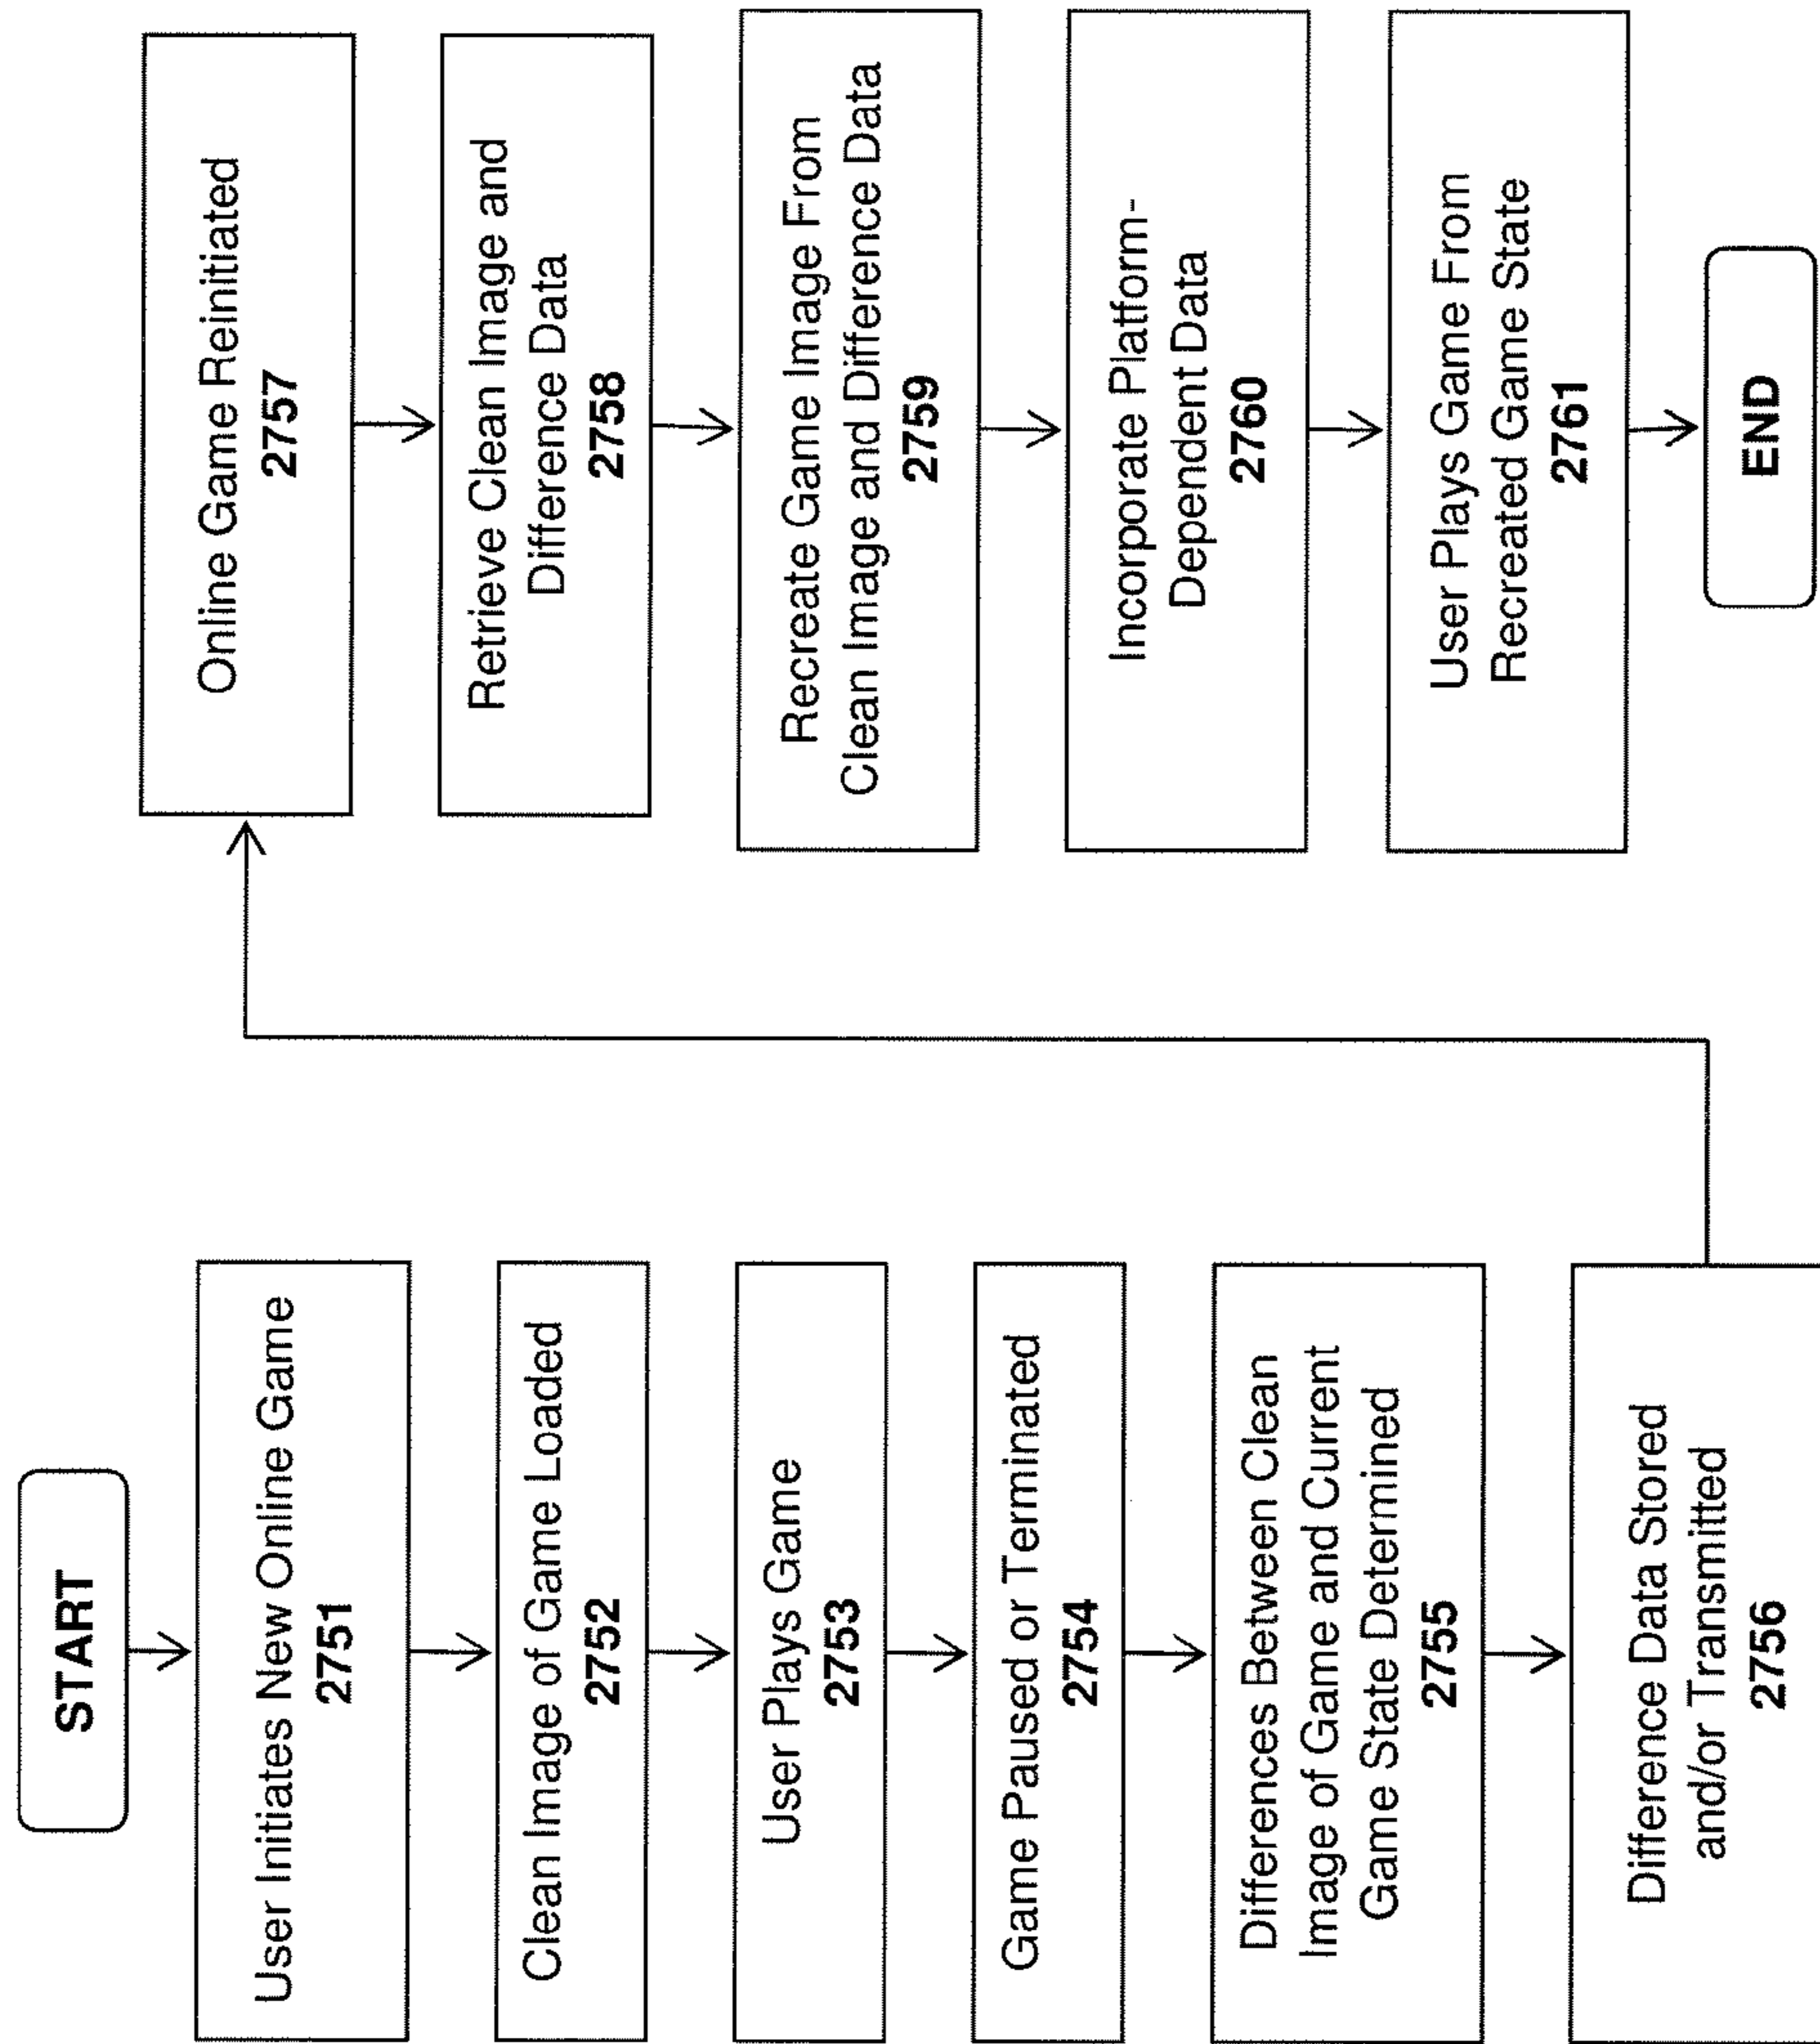 START
User Initiates New Online Game
2751
Clean Image of Game Loaded
2752
User Plays Game
2753
Game Paused or Terminated
2754
Differences Between Clean
Image of Game and Current
Game State Determined
2755
Difference Data Stored
and/or Transmitted
2756
Online Game Reinitiated
2757
Retrieve Clean Image and
Difference Data
2758
Recreate Game Image From
Clean Image and Difference Data
2759
Incorporate Platform-
Dependent Data
2760
User Plays Game From
Recreated Game State
2761
END